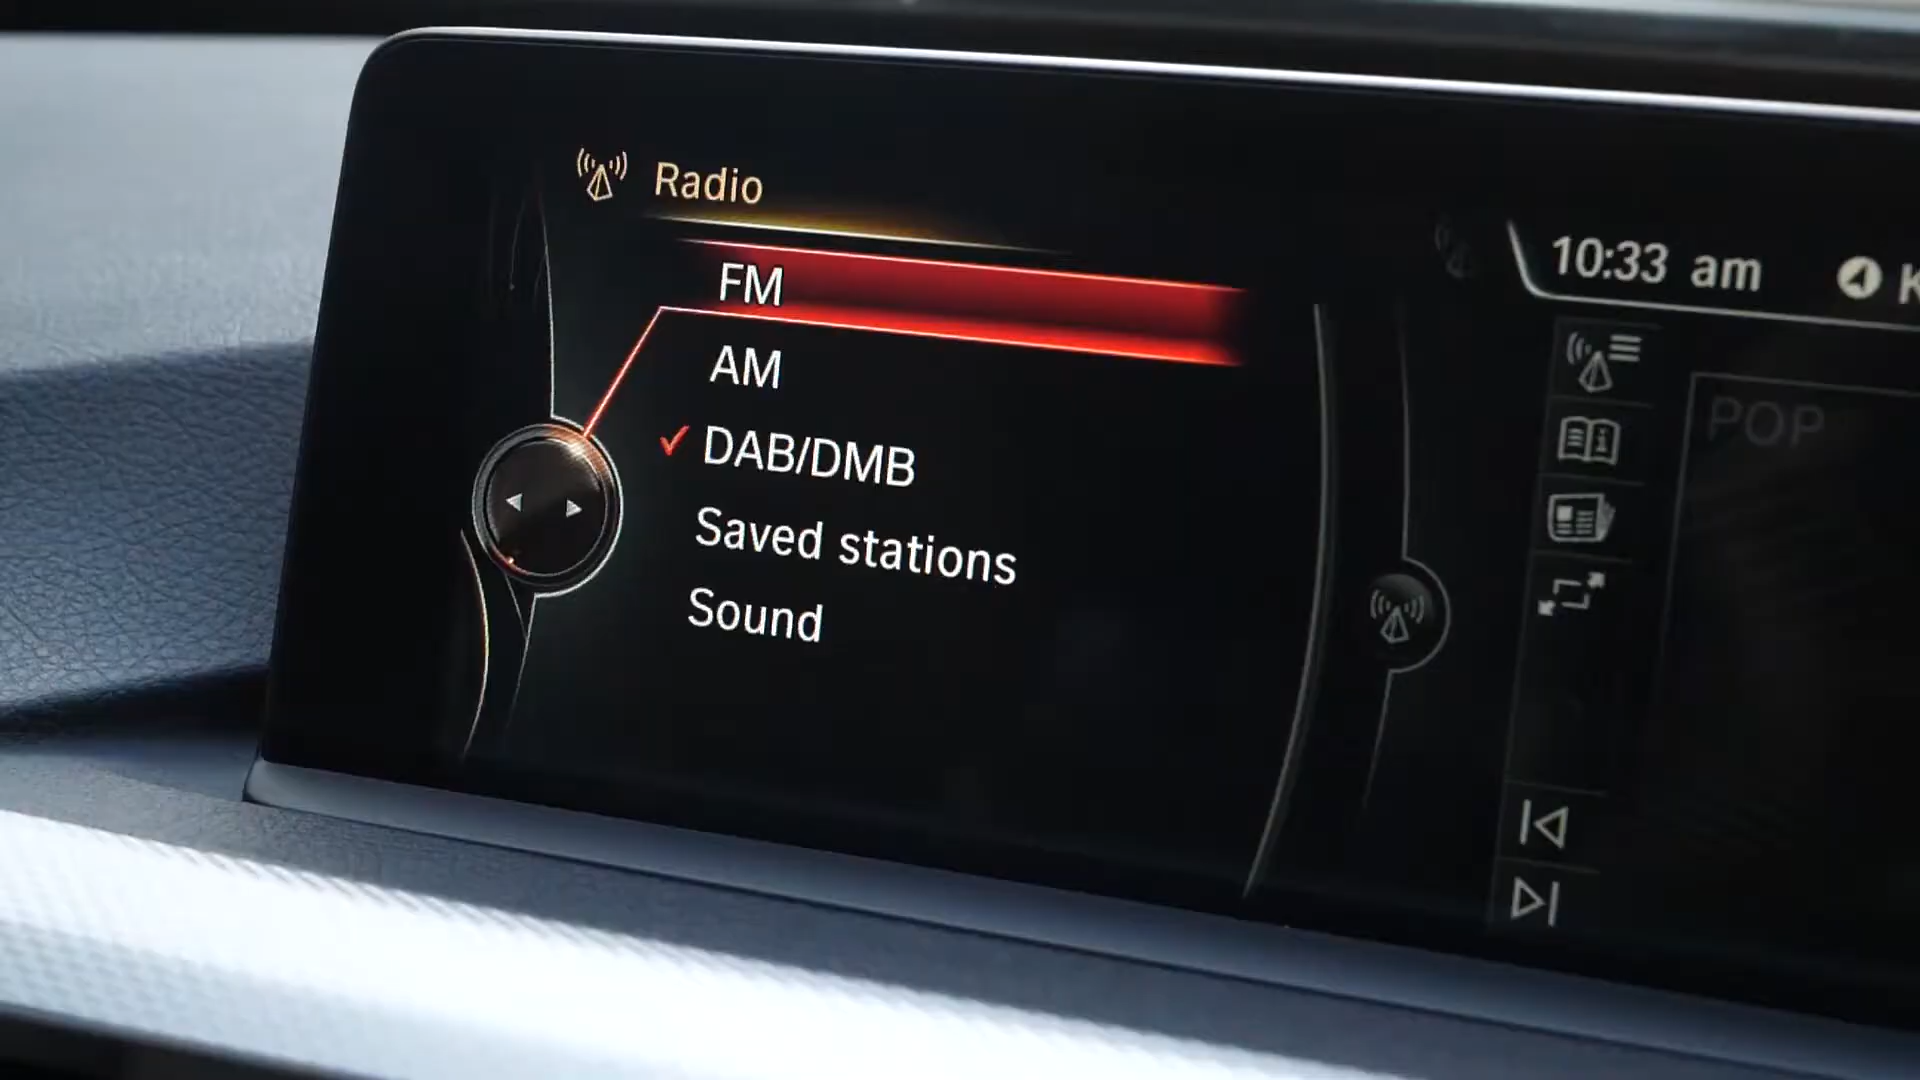 Radio
FM
AM
DAB/DMB
Saved stations
Sound
10:33 am
K
POP